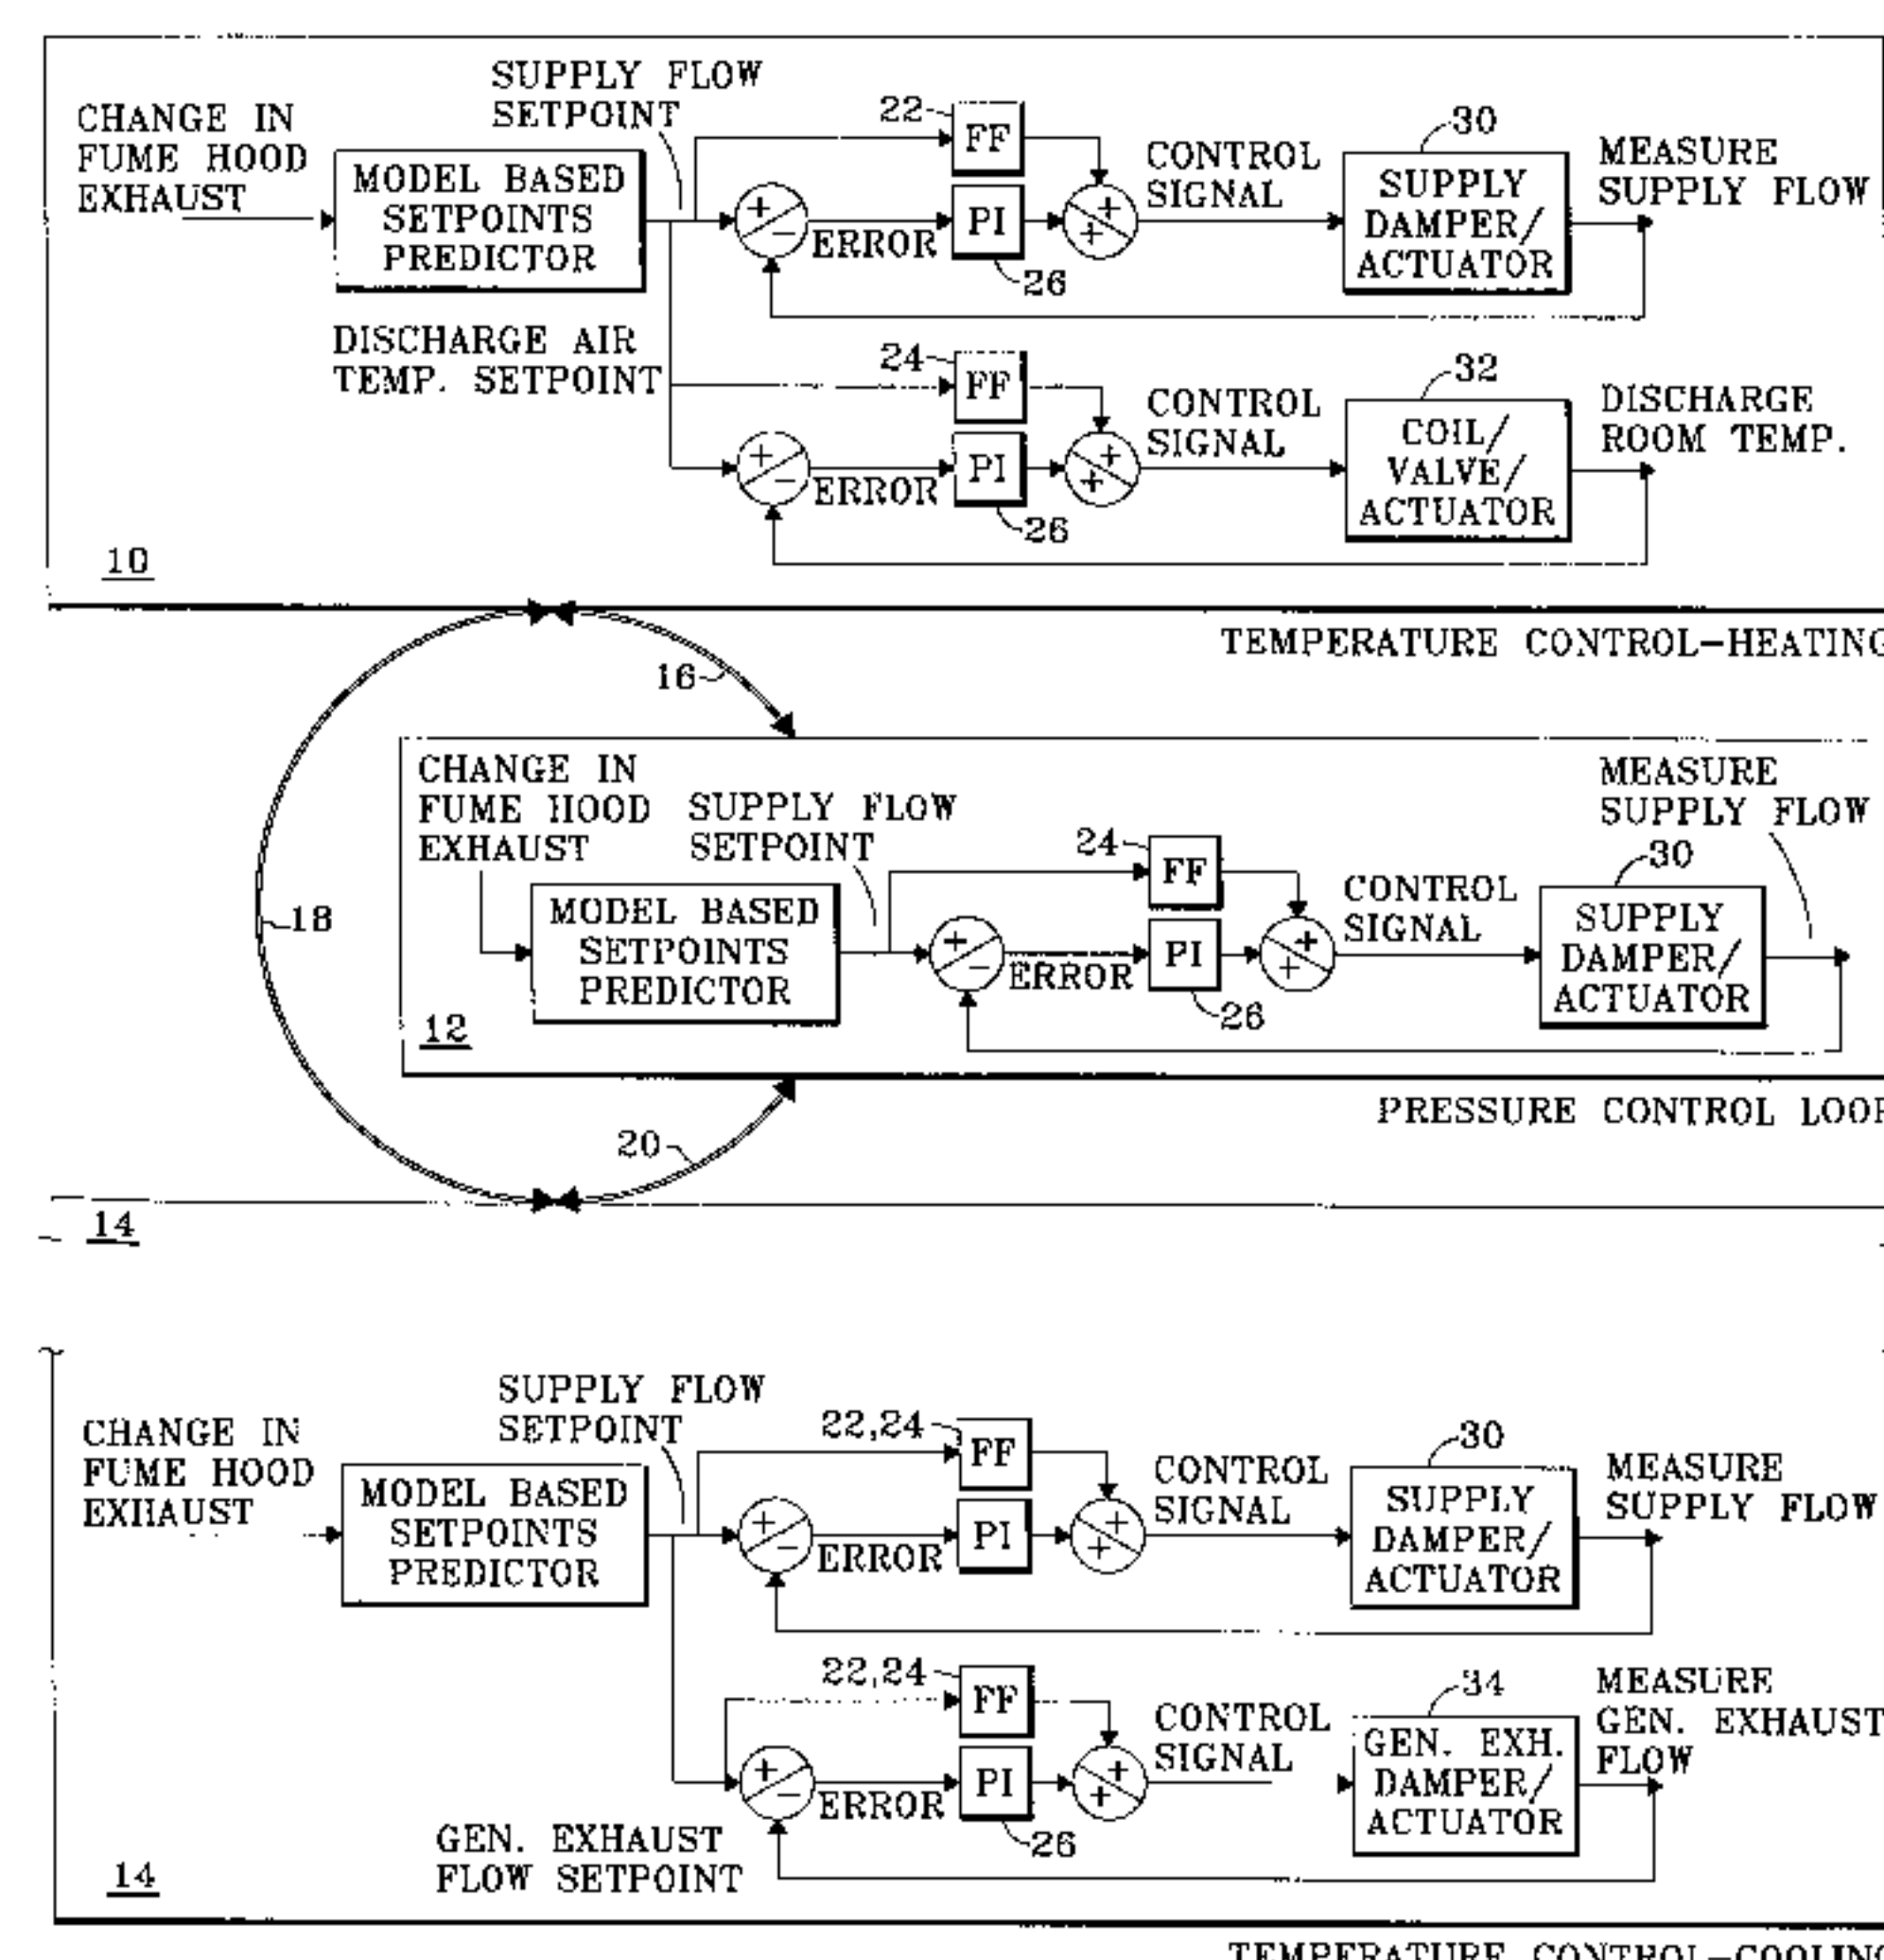 SUPPLY FLOW
SETPOINT
CHANGE IN
FUME HOOD
EXHAUST
MODEL BASED
SETPOINTS
PREDICTOR
22
FF
+
−
ERROR
PI
26
+
+
CONTROL
SIGNAL
30
SUPPLY
DAMPER/
ACTUATOR
MEASURE
SUPPLY FLOW
DISCHARGE AIR
TEMP. SETPOINT
24
FF
+
−
ERROR
PI
26
+
+
CONTROL
SIGNAL
32
COIL/
VALVE/
ACTUATOR
DISCHARGE
ROOM TEMP.
10
TEMPERATURE CONTROL-HEATING
16
18
CHANGE IN
FUME HOOD
EXHAUST
SUPPLY FLOW
SETPOINT
MODEL BASED
SETPOINTS
PREDICTOR
24
FF
+
−
ERROR
PI
26
+
+
CONTROL
SIGNAL
30
SUPPLY
DAMPER/
ACTUATOR
MEASURE
SUPPLY FLOW
12
PRESSURE CONTROL LOOP
20
14
SUPPLY FLOW
SETPOINT
CHANGE IN
FUME HOOD
EXHAUST
MODEL BASED
SETPOINTS
PREDICTOR
22,24
FF
+
−
ERROR
PI
+
+
CONTROL
SIGNAL
30
SUPPLY
DAMPER/
ACTUATOR
MEASURE
SUPPLY FLOW
22,24
FF
+
−
ERROR
PI
26
+
+
CONTROL
SIGNAL
34
GEN. EXH.
DAMPER/
ACTUATOR
MEASURE
GEN. EXHAUST
FLOW
GEN. EXHAUST
FLOW SETPOINT
14
TEMPERATURE CONTROL-COOLING